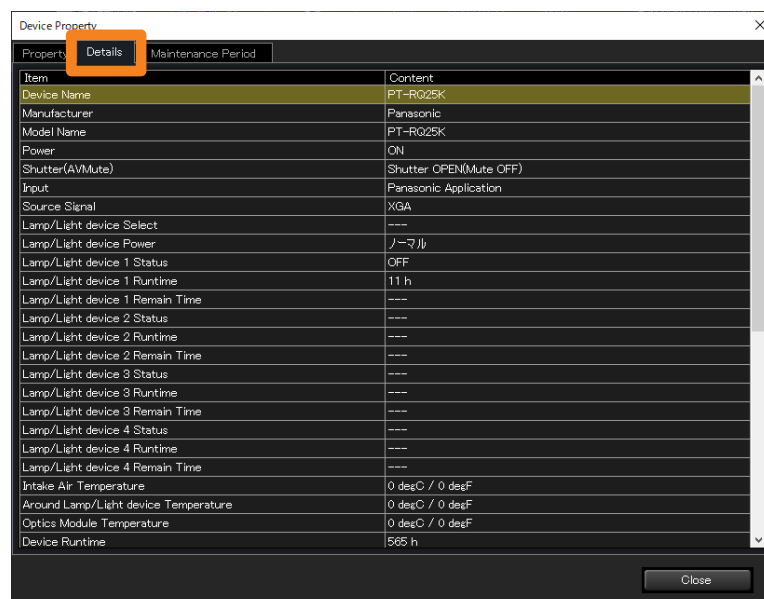 Device Property
Property Details Maintenance Period
Item Content
Device Name PT-RQ25K
Manufacturer Panasonic
Model Name PT-RQ25K
Power ON
Shutter(AVMute) Shutter OPEN(Mute OFF)
Input Panasonic Application
Source Signal XGA
Lamp/Light device Select ---
Lamp/Light device Power ノーマル
Lamp/Light device 1 Status OFF
Lamp/Light device 1 Runtime 11 h
Lamp/Light device 1 Remain Time ---
Lamp/Light device 2 Status ---
Lamp/Light device 2 Runtime ---
Lamp/Light device 2 Remain Time ---
Lamp/Light device 3 Status ---
Lamp/Light device 3 Runtime ---
Lamp/Light device 3 Remain Time ---
Lamp/Light device 4 Status ---
Lamp/Light device 4 Runtime ---
Lamp/Light device 4 Remain Time ---
Intake Air Temperature 0 degC / 0 degF
Around Lamp/Light device Temperature 0 degC / 0 degF
Optics Module Temperature 0 degC / 0 degF
Device Runtime 565 h
Close